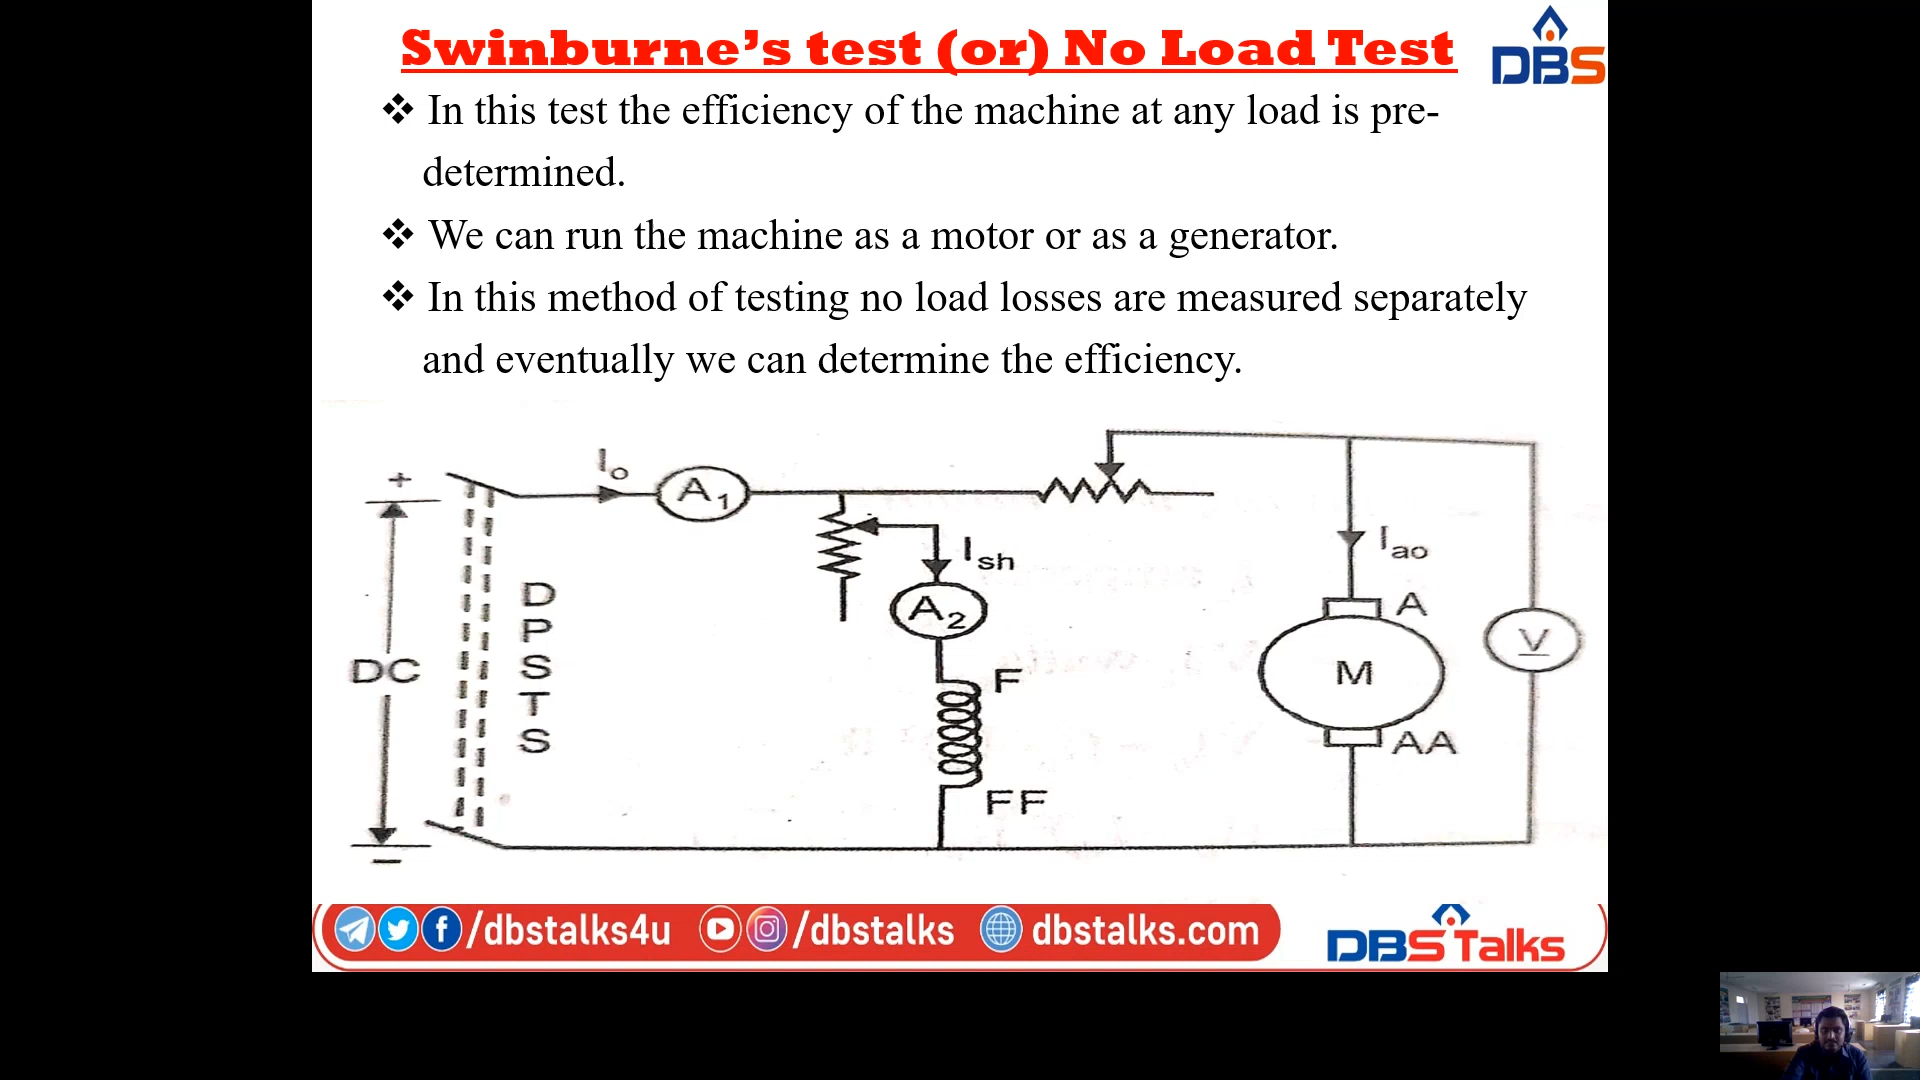 Swinburne’s test (or) No Load Test
DBS
❖ In this test the efficiency of the machine at any load is pre-
determined.
❖ We can run the machine as a motor or as a generator.
❖ In this method of testing no load losses are measured separately
and eventually we can determine the efficiency.
+
Io
A1
Ish
Iao
DC
DPSTS
A2
A
F
M
V
AA
FF
−
/dbstalks4u
/dbstalks
dbstalks.com
DBS Talks